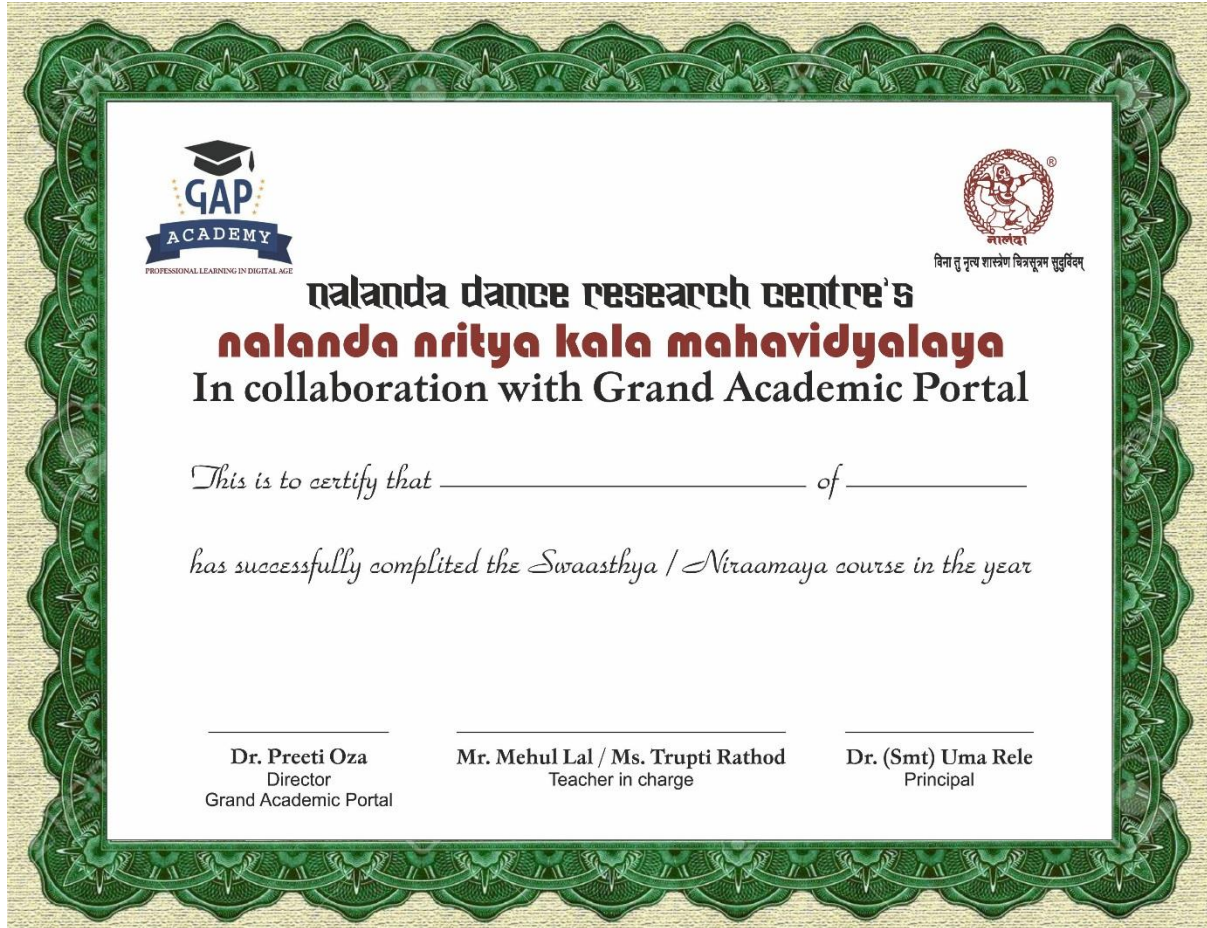 GAP
ACADEMY
PROFESSIONAL LEARNING IN DIGITAL AGE
®
नालंदा
विना तु नृत्य शास्त्रेण चित्रसूत्रम सुदुर्विदम्
nalanda dance research centre's
nalanda nritya kala mahavidyalaya
In collaboration with Grand Academic Portal
This is to certify that of
has successfully complited the Swaasthya / Niraamaya course in the year
Dr. Preeti Oza
Director
Grand Academic Portal
Mr. Mehul Lal / Ms. Trupti Rathod
Teacher in charge
Dr. (Smt) Uma Rele
Principal